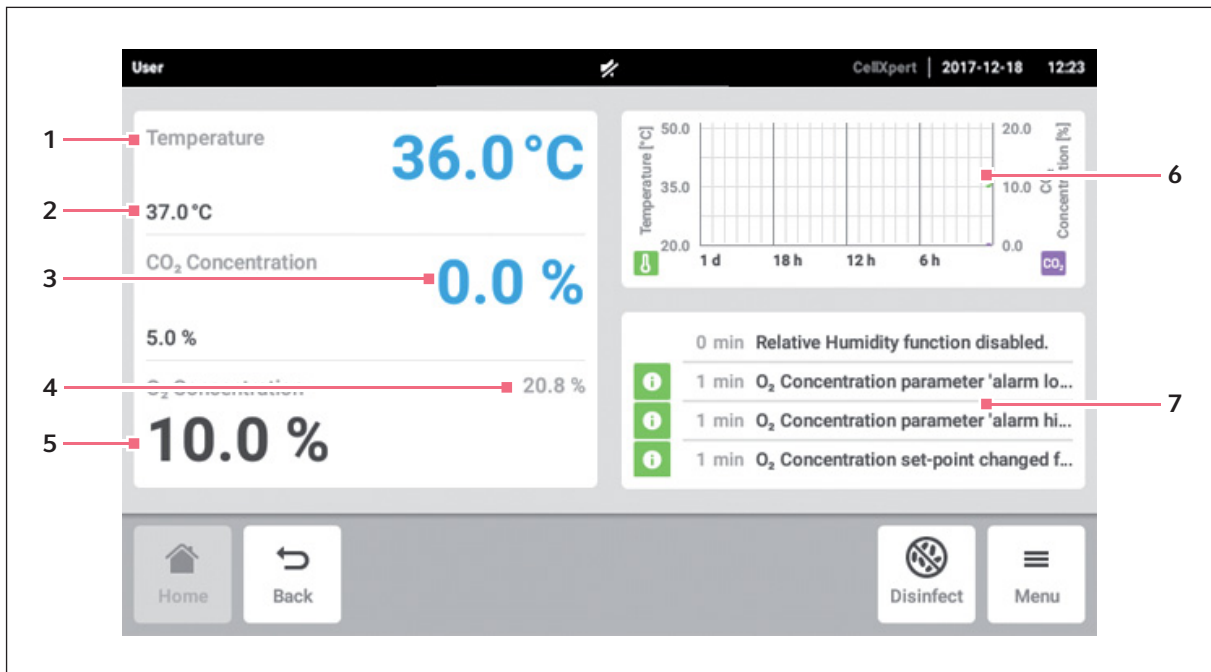 User CellXpert 2017-12-18 12:23
1 Temperature 36.0 °C
2 37.0 °C
3 CO₂ Concentration 0.0 %
5.0 %
4 O₂ Concentration 20.8 %
5 10.0 %
Temperature [°C]
50.0
35.0
20.0
20.0
10.0
0.0
CO₂
Concentration [%]
1 d 18 h 12 h 6 h
CO₂
6
0 min Relative Humidity function disabled.
1 min O₂ Concentration parameter 'alarm lo...
1 min O₂ Concentration parameter 'alarm hi...
1 min O₂ Concentration set-point changed f...
7
Home Back Disinfect Menu